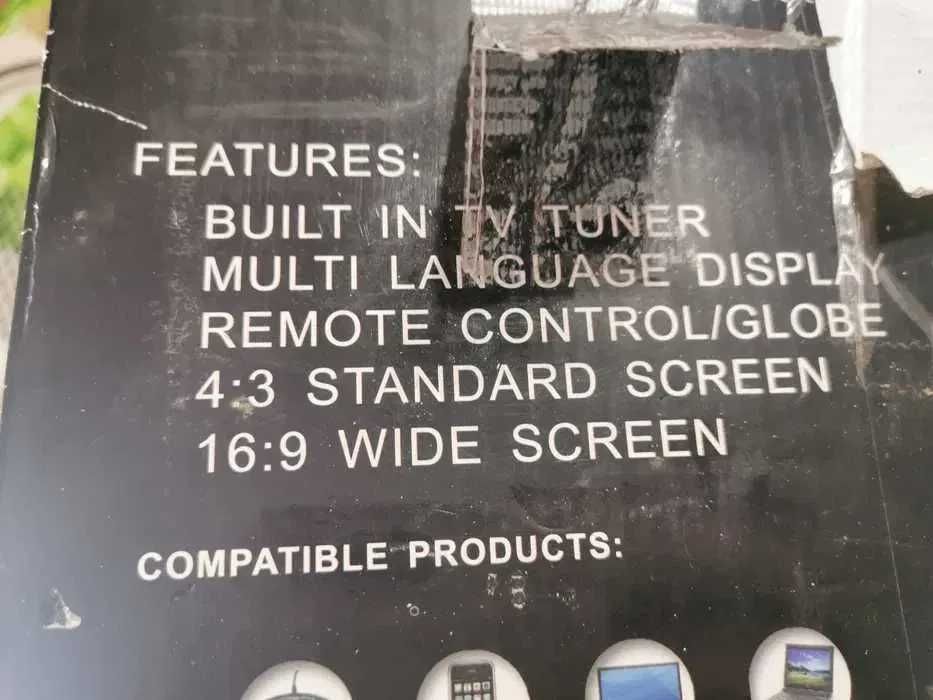 FEATURES:
BUILT IN TV TUNER
MULTI LANGUAGE DISPLAY
REMOTE CONTROL/GLOBE
4:3 STANDARD SCREEN
16:9 WIDE SCREEN
COMPATIBLE PRODUCTS: